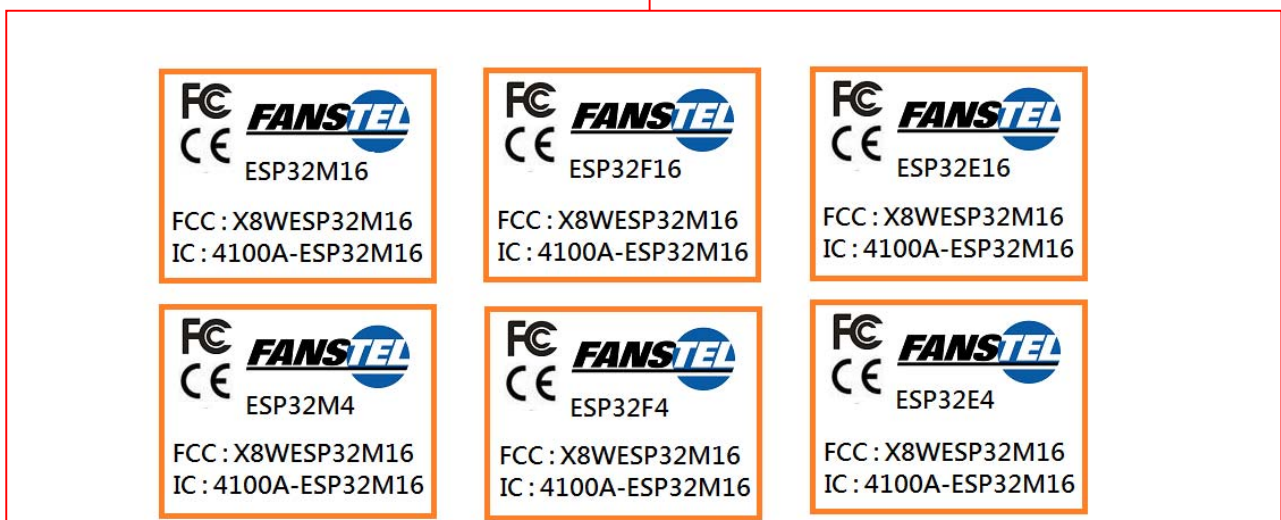 FC FANSTEL
CE ESP32M16
FCC : X8WESP32M16
IC : 4100A-ESP32M16
FC FANSTEL
CE ESP32F16
FCC : X8WESP32M16
IC : 4100A-ESP32M16
FC FANSTEL
CE ESP32E16
FCC : X8WESP32M16
IC : 4100A-ESP32M16
FC FANSTEL
CE ESP32M4
FCC : X8WESP32M16
IC : 4100A-ESP32M16
FC FANSTEL
CE ESP32F4
FCC : X8WESP32M16
IC : 4100A-ESP32M16
FC FANSTEL
CE ESP32E4
FCC : X8WESP32M16
IC : 4100A-ESP32M16